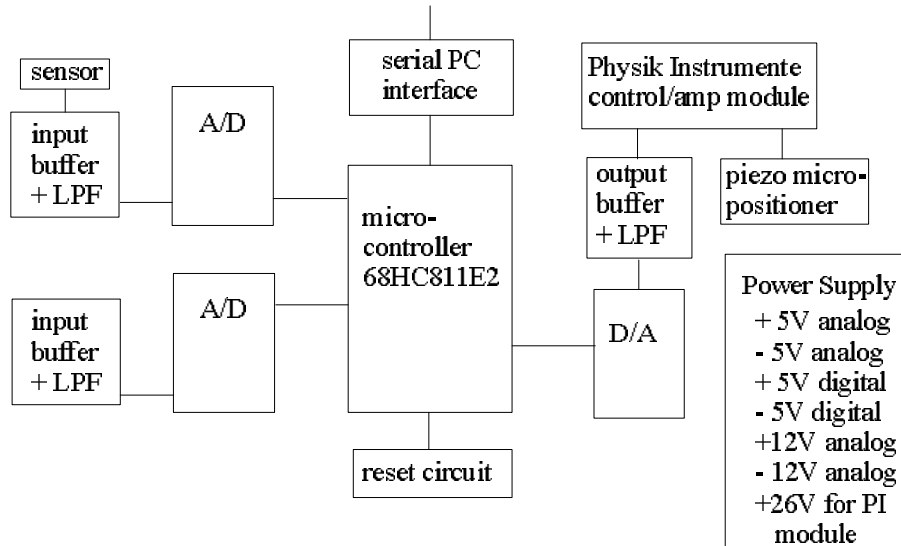 sensor
input
buffer
+ LPF
A/D
serial PC
interface
Physik Instrumente
control/amp module
output
buffer
+ LPF
piezo micro-
positioner
micro-
controller
68HC811E2
input
buffer
+ LPF
A/D
D/A
reset circuit
Power Supply
+ 5V analog
- 5V analog
+ 5V digital
- 5V digital
+12V analog
- 12V analog
+26V for PI
module